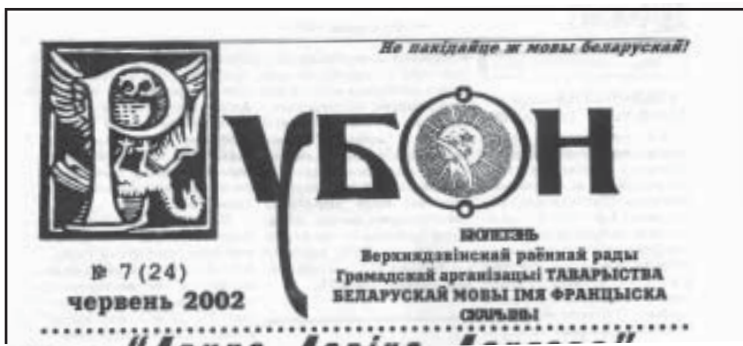 Не пакідайце ж мовы беларускай!
РУБОН
БЮЛЕТЭНЬ
Верхнядзвінскай раённай рады
Грамадскай арганізацыі ТАВАРЫСТВА
БЕЛАРУСКАЙ МОВЫ ІМЯ ФРАНЦЫСКА
СКАРЫНЫ
№ 7(24)
червень 2002